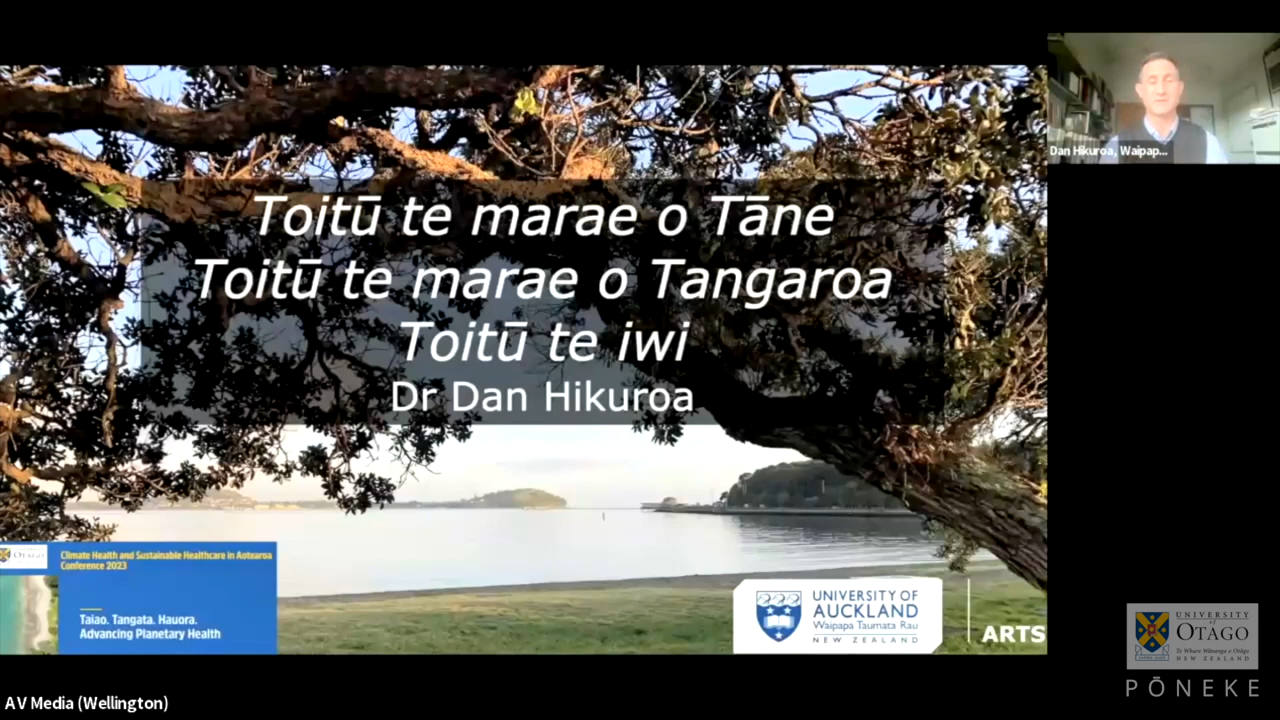 Toitū te marae o Tāne
Toitū te marae o Tangaroa
Toitū te iwi
Dr Dan Hikuroa
Dan Hikuroa, Waipap...
OTAGO
Climate Health and Sustainable Healthcare in Aotearoa
Conference 2023
Taiao. Tangata. Hauora.
Advancing Planetary Health
UNIVERSITY OF
AUCKLAND
Waipapa Taumata Rau
NEW ZEALAND
ARTS
UNIVERSITY
of
OTAGO
Te Whare Wānanga o Otāgo
NEW ZEALAND
PŌNEKE
AV Media (Wellington)